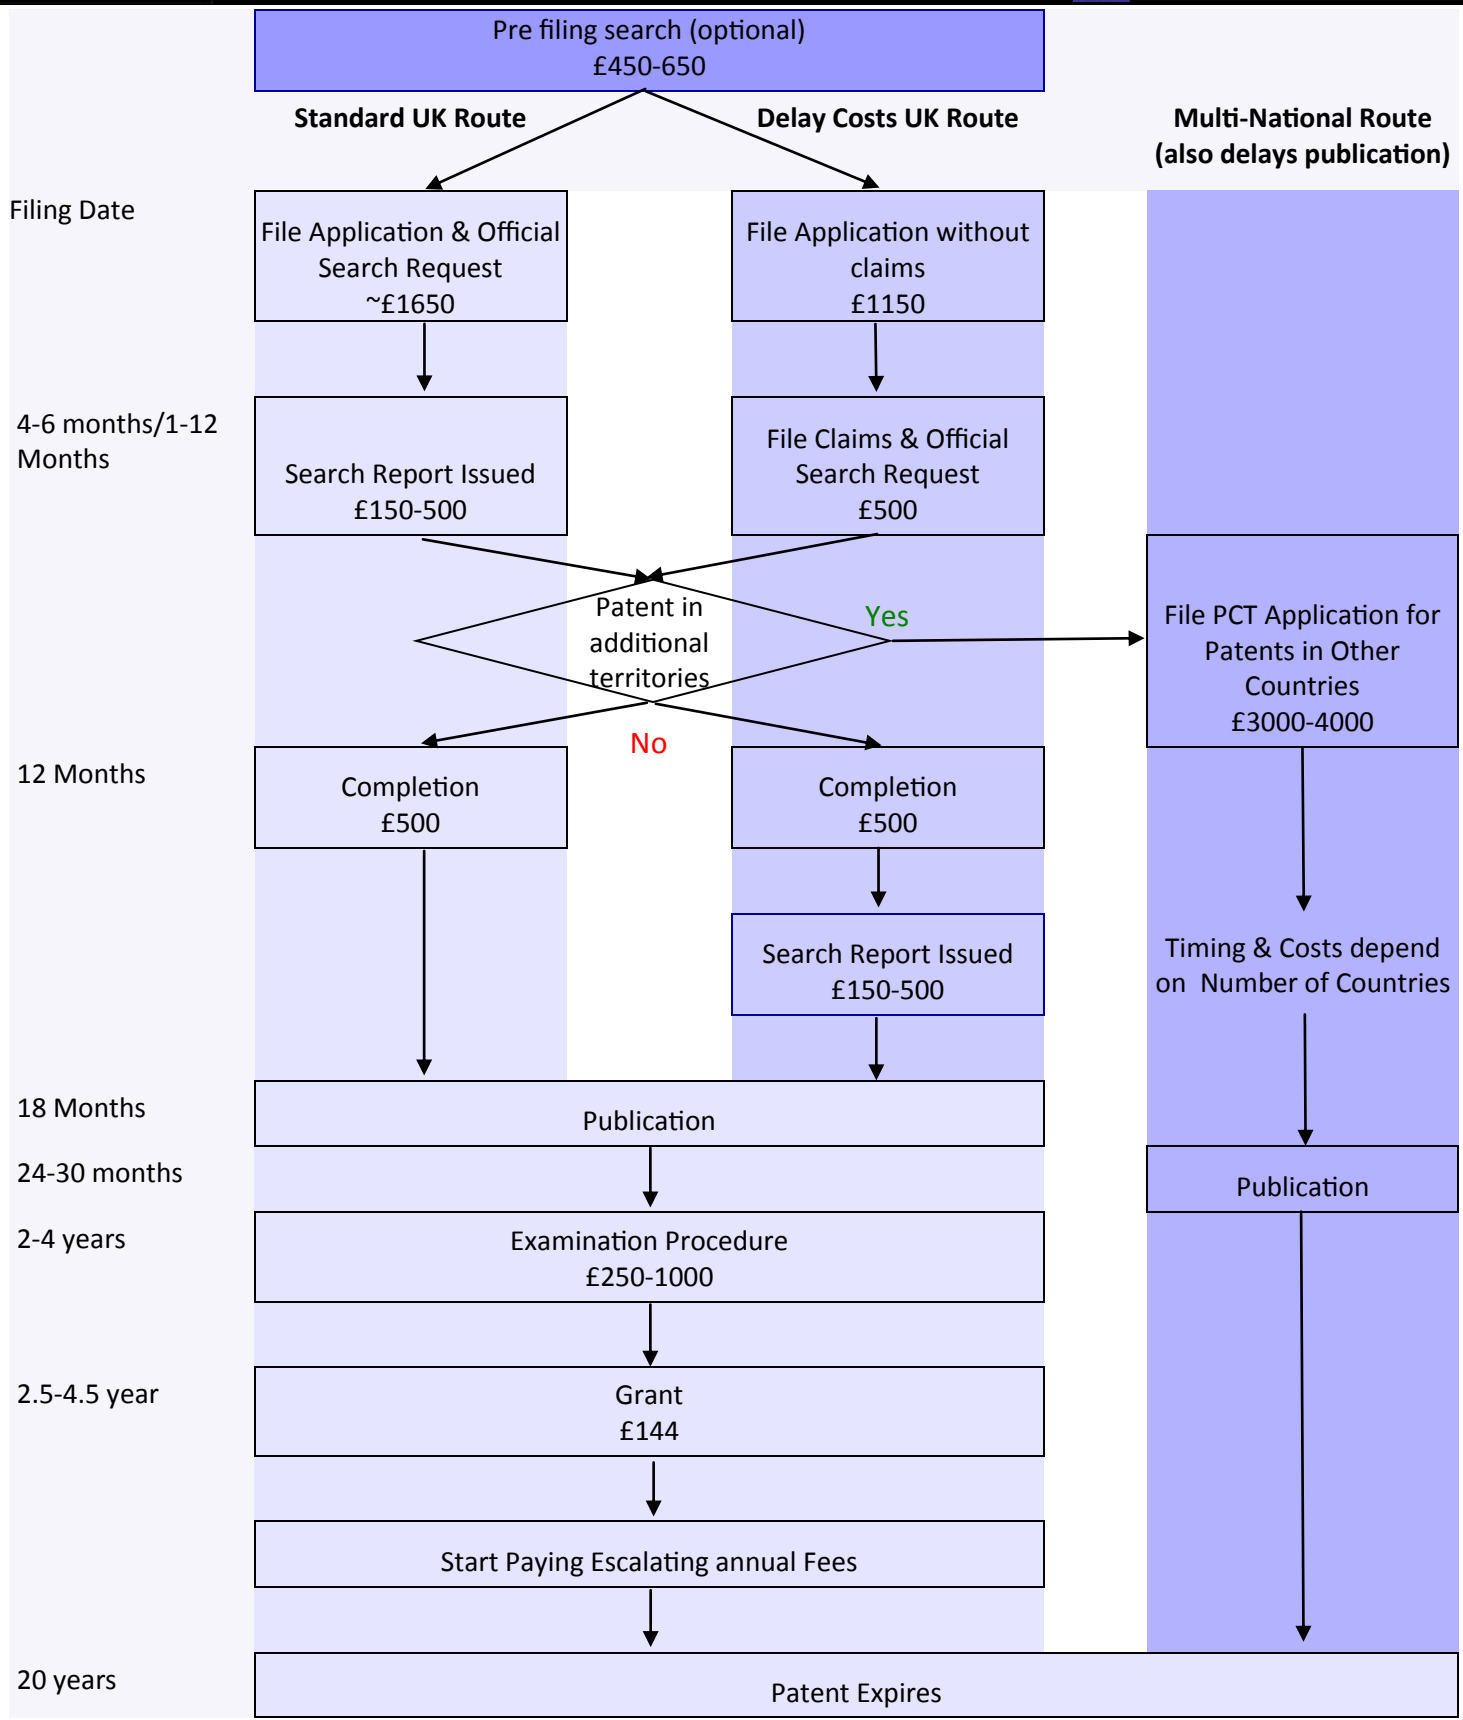 Pre filing search (optional)
£450-650
Standard UK Route
Delay Costs UK Route
Multi-National Route
(also delays publication)
Filing Date
File Application & Official
Search Request
~£1650
File Application without
claims
£1150
4-6 months/1-12
Months
Search Report Issued
£150-500
File Claims & Official
Search Request
£500
Patent in
additional
territories
Yes
No
File PCT Application for
Patents in Other
Countries
£3000-4000
12 Months
Completion
£500
Completion
£500
Search Report Issued
£150-500
Timing & Costs depend
on  Number of Countries
18 Months
Publication
24-30 months
Publication
2-4 years
Examination Procedure
£250-1000
2.5-4.5 year
Grant
£144
Start Paying Escalating annual Fees
20 years
Patent Expires